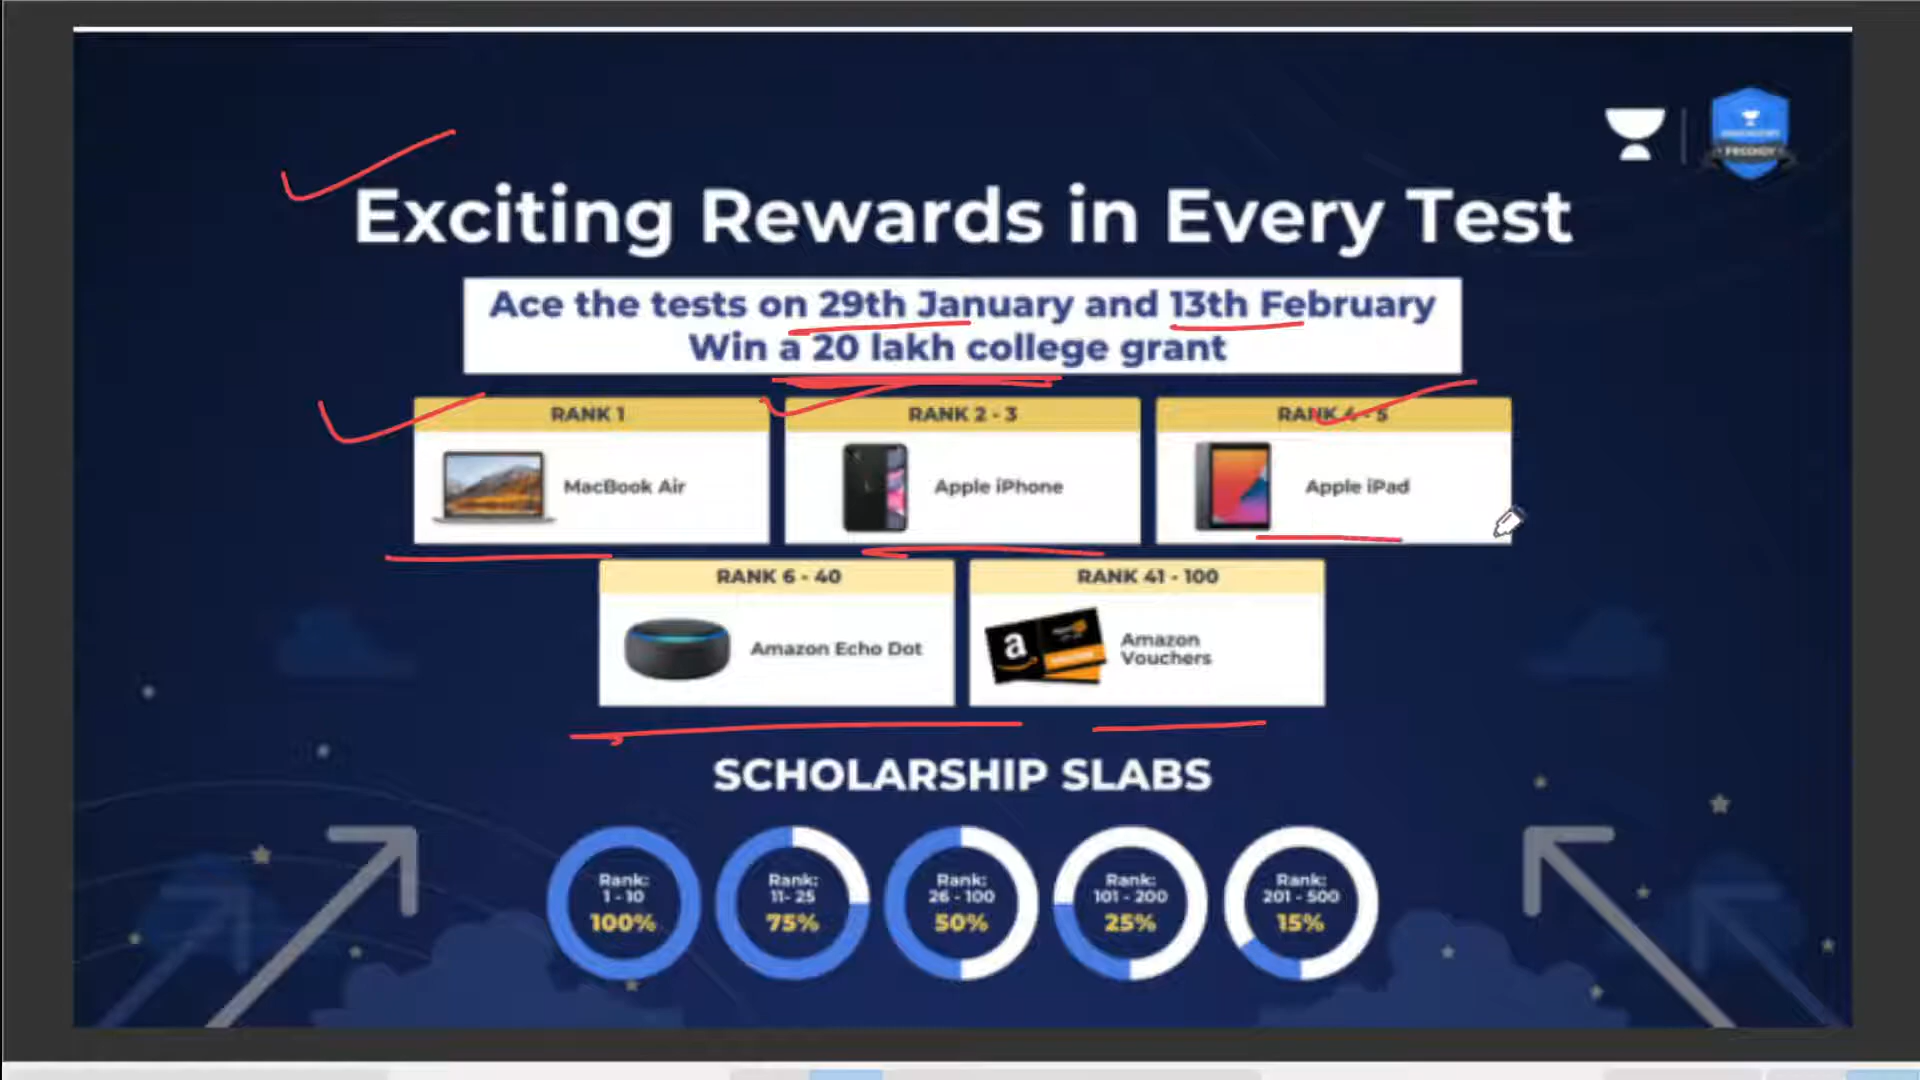 PRODIGY
Exciting Rewards in Every Test
Ace the tests on 29th January and 13th February
Win a 20 lakh college grant
RANK 1
MacBook Air
RANK 2 - 3
Apple iPhone
RANK 4 - 5
Apple iPad
RANK 6 - 40
Amazon Echo Dot
RANK 41 - 100
a
Amazon
Vouchers
SCHOLARSHIP SLABS
Rank:
1 - 10
100%
Rank:
11- 25
75%
Rank:
26 - 100
50%
Rank:
101 - 200
25%
Rank:
201 - 500
15%